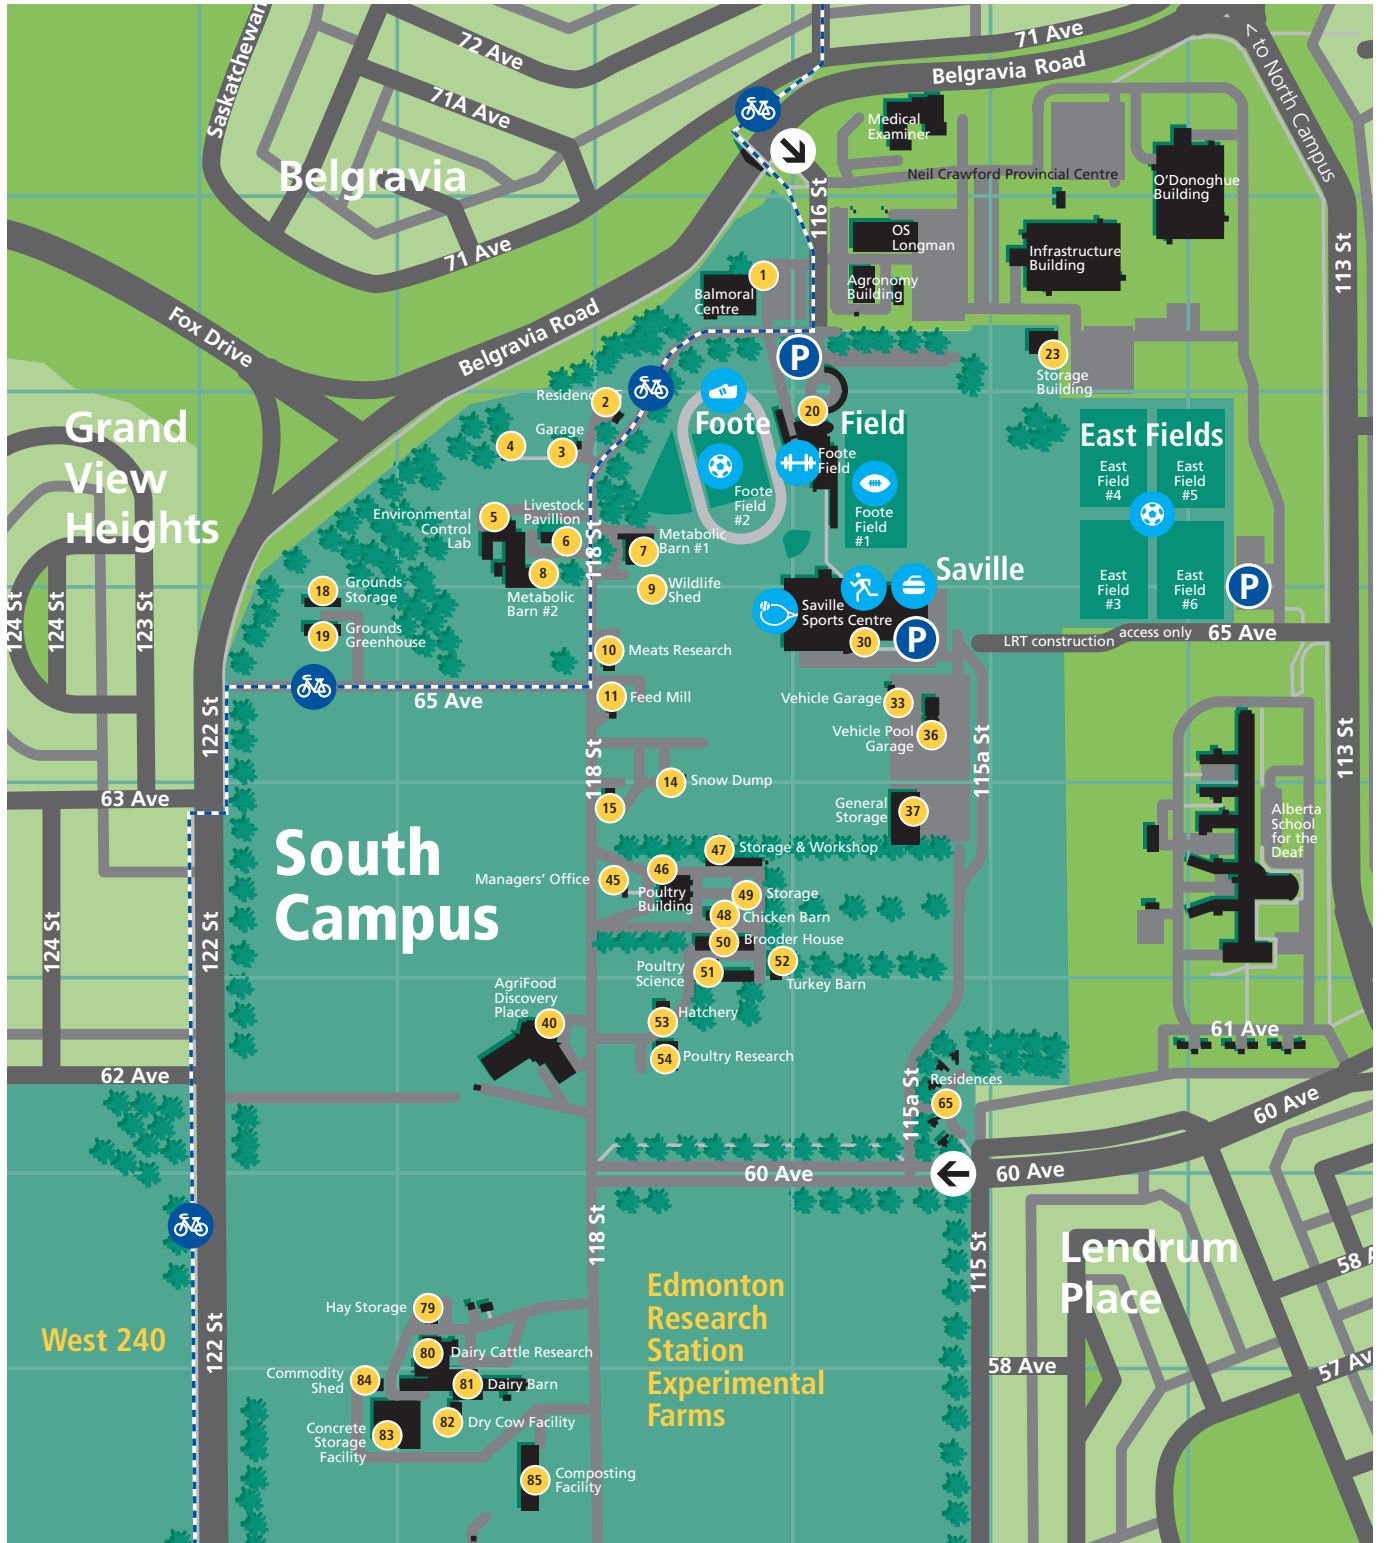 Saskatchewan
72 Ave
71 Ave
< to North Campus
71A Ave
Belgravia Road
Medical
Examiner
Belgravia
Neil Crawford Provincial Centre
O'Donoghue
Building
116 St
OS
Longman
71 Ave
Infrastructure
Building
113 St
1
Balmoral
Centre
Agronomy
Building
Fox Drive
Belgravia Road
P
23
Storage
Building
2
Residences
Grand
View
Heights
4
Garage
3
Foote
20
Field
East Fields
Foote
Field
East
Field
#4
East
Field
#5
Foote
Field
#2
Foote
Field
#1
5
Environmental
Control
Lab
Livestock
Pavillion
6
118 St
Metabolic
Barn #1
7
8
Metabolic
Barn #2
9
Wildlife
Shed
Saville
East
Field
#3
East
Field
#6
P
18
Grounds
Storage
19
Grounds
Greenhouse
124 St
124 St
123 St
Saville
Sports Centre
30
P
LRT construction
access only
65 Ave
10
Meats Research
65 Ave
11
Feed Mill
Vehicle Garage
33
Vehicle Pool
Garage
36
122 St
118 St
115a St
113 St
14
Snow Dump
15
63 Ave
General
Storage
37
Alberta
School
for the
Deaf
South
Campus
47
Storage & Workshop
Managers' Office
45
46
Poultry
Building
49
Storage
48
Chicken Barn
124 St
122 St
50
Brooder House
Poultry
Science
51
52
Turkey Barn
AgriFood
Discovery
Place
40
53
Hatchery
61 Ave
54
Poultry Research
62 Ave
115a St
Residences
65
60 Ave
60 Ave
60 Ave
118 St
115 St
Lendrum
Place
58 A
Edmonton
Research
Station
Experimental
Farms
Hay Storage
79
West 240
122 St
80
Dairy Cattle Research
58 Ave
57 Av
Commodity
Shed
84
81
Dairy Barn
82
Dry Cow Facility
Concrete
Storage
Facility
83
85
Composting
Facility